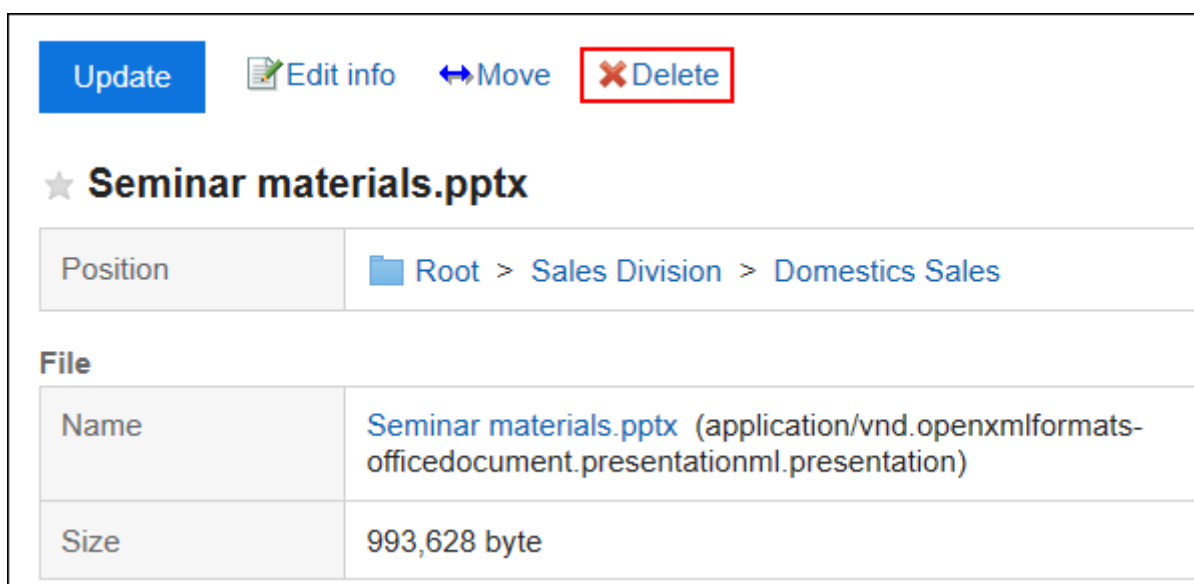 Update Edit info Move Delete
Seminar materials.pptx
Position Root > Sales Division > Domestics Sales
File
Name Seminar materials.pptx (application/vnd.openxmlformats-
officedocument.presentationml.presentation)
Size 993,628 byte